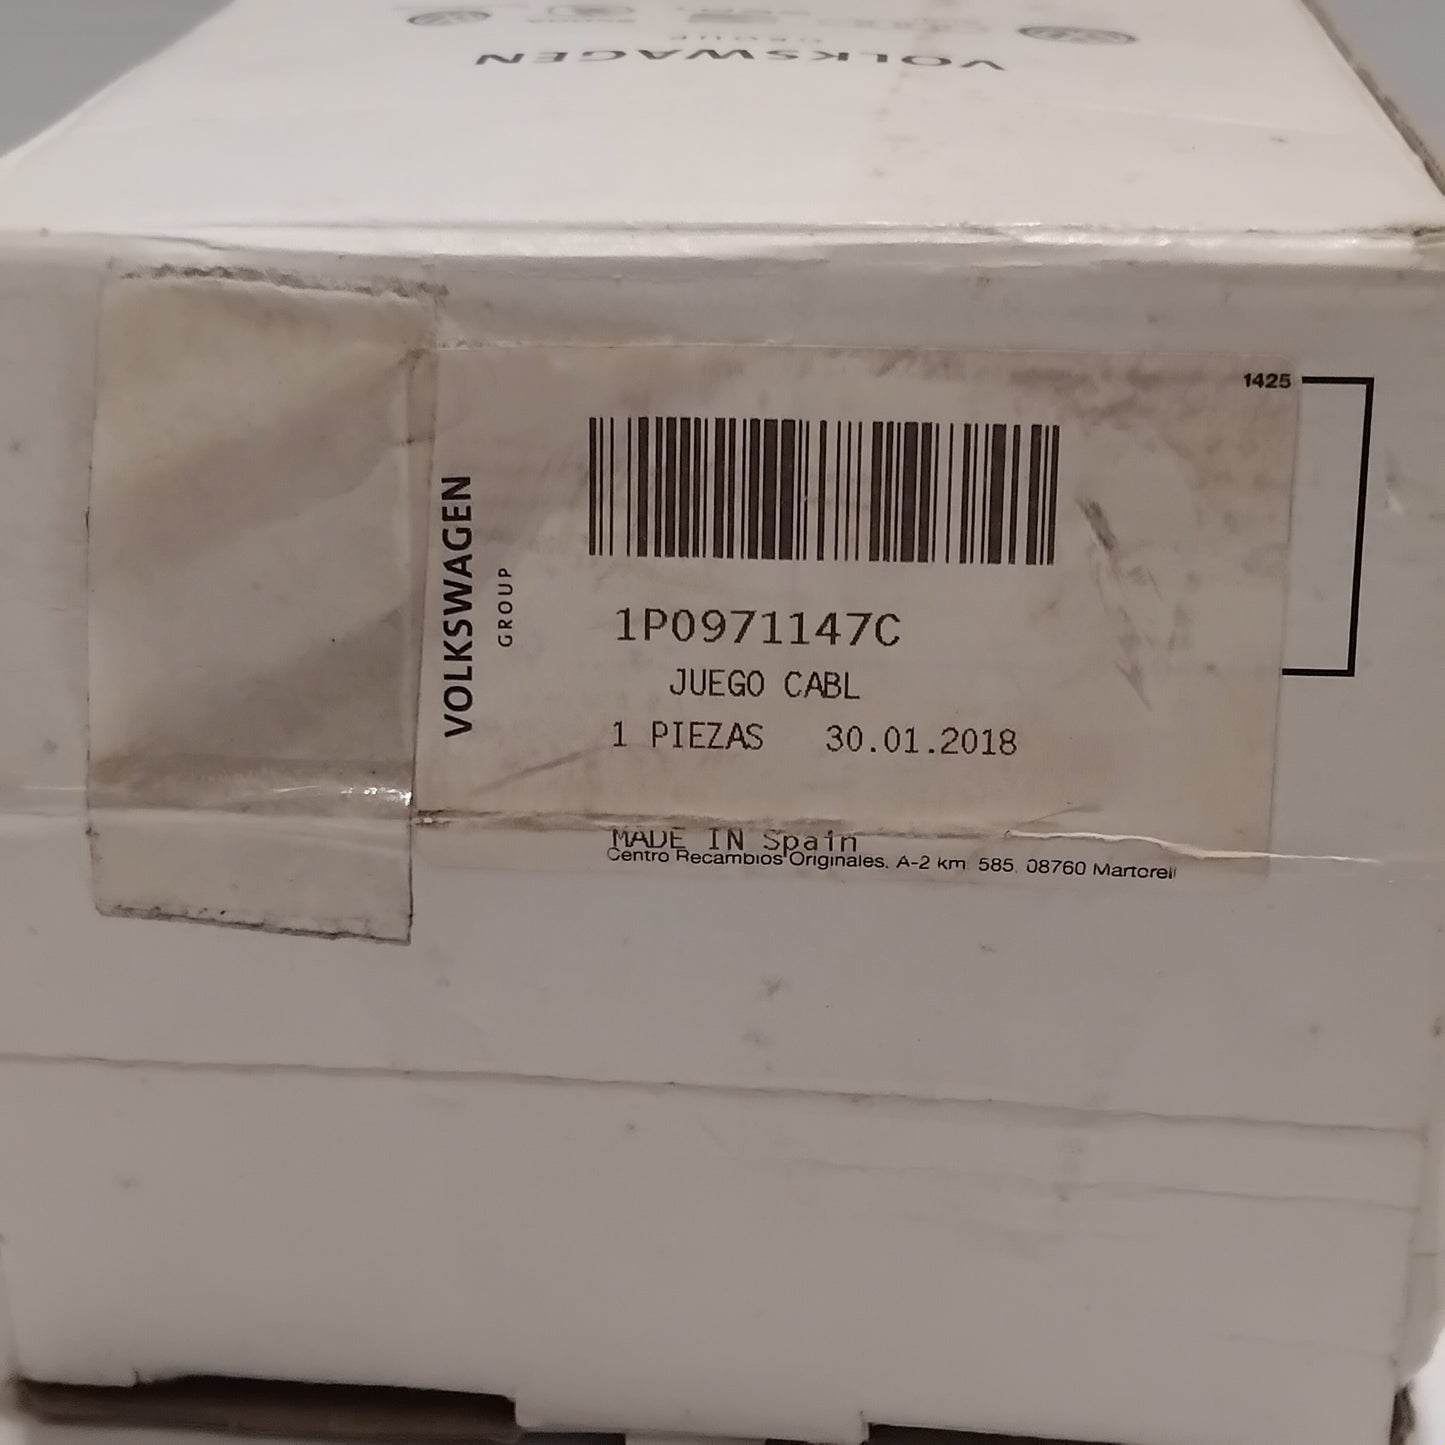 VOLKSWAGEN
GROUP
1425
VOLKSWAGEN
GROUP
1P0971147C
JUEGO CABL
1 PIEZAS 30.01.2018
MADE IN Spain
Centro Recambios Originales, A-2 km. 585, 08760 Martorell